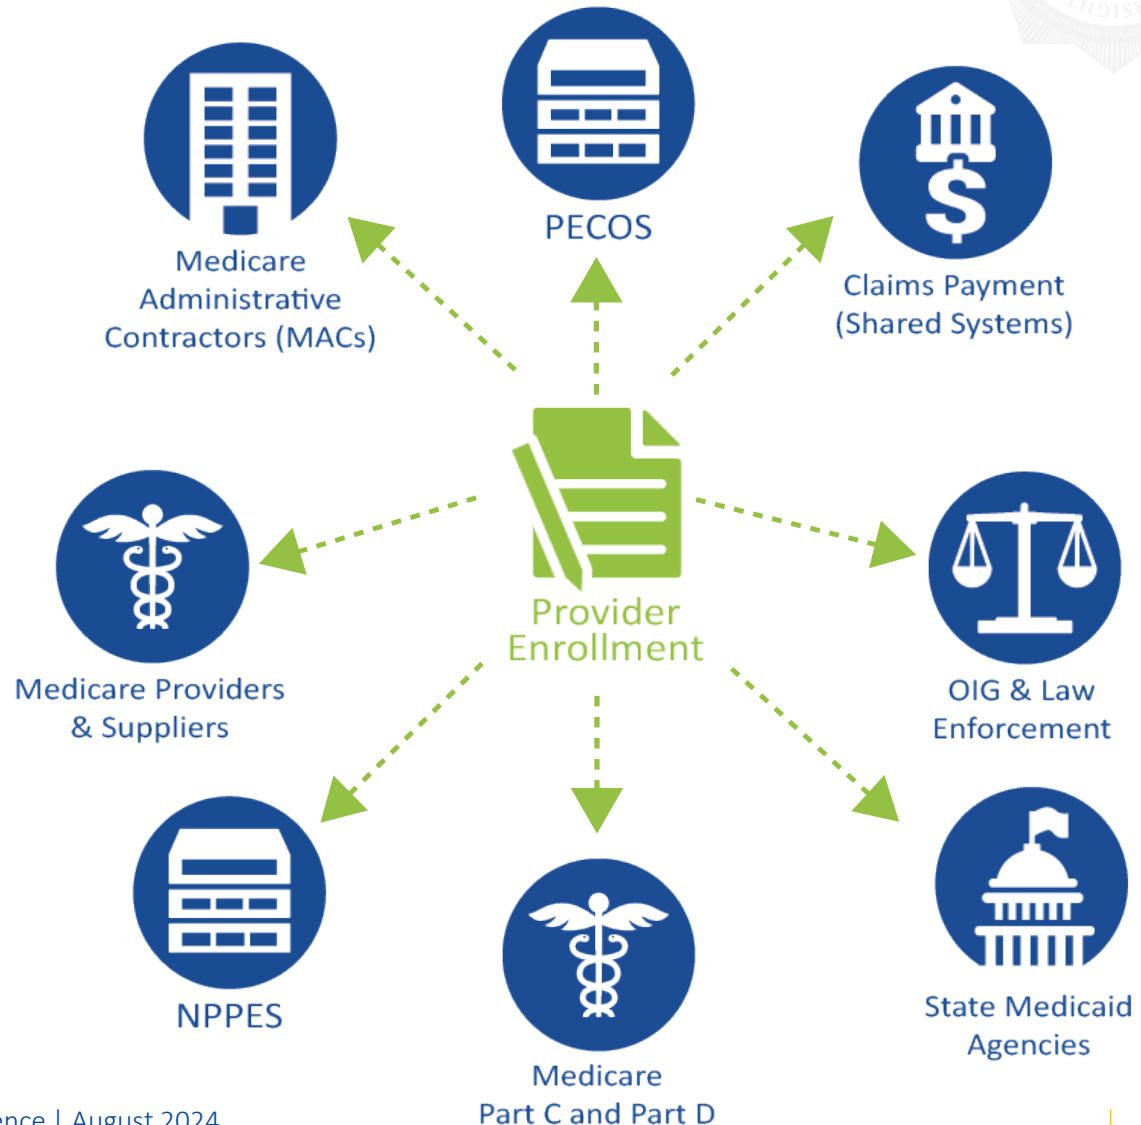 PECOS
Medicare
Administrative
Contractors (MACs)
Claims Payment
(Shared Systems)
Provider
Enrollment
Medicare Providers
& Suppliers
OIG & Law
Enforcement
NPPES
State Medicaid
Agencies
Medicare
Part C and Part D
| August 2024